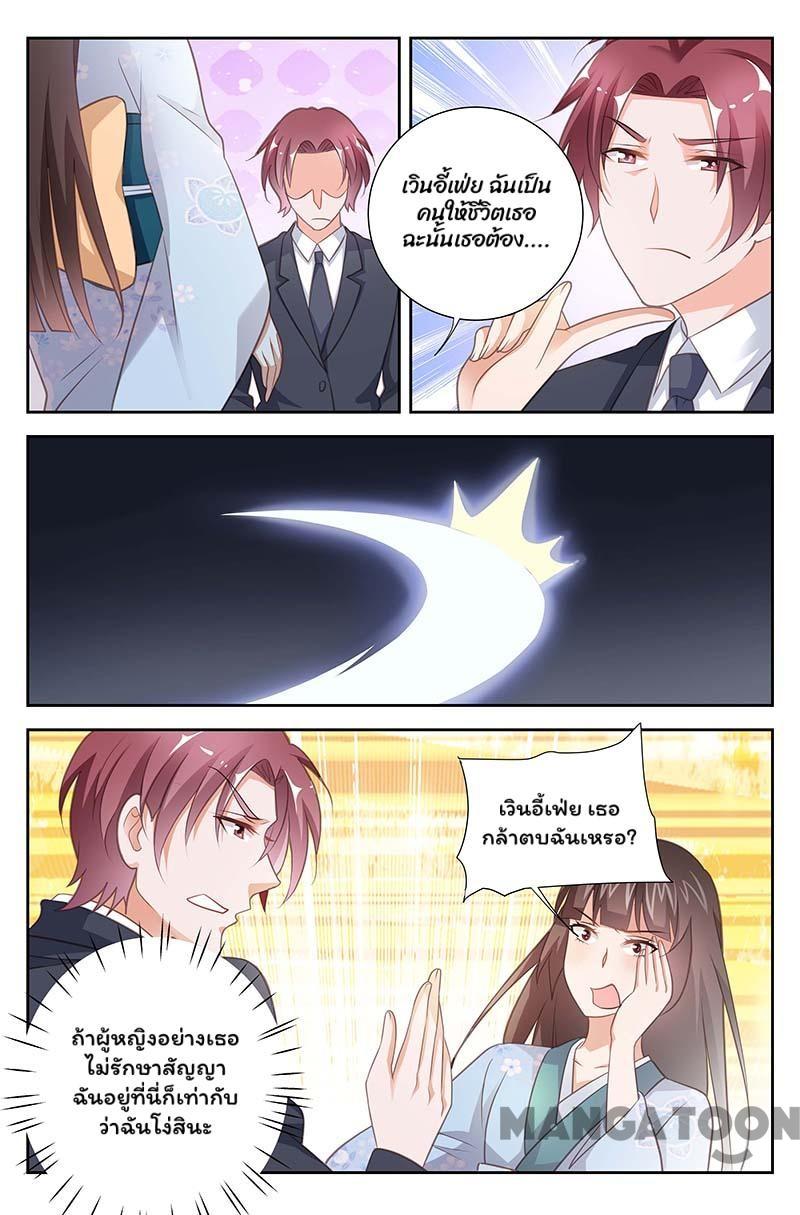 เวินอี้เฟ่ย ฉันเป็น
คนให้ชีวิตเธอ
ฉะนั้นเธอต้อง....
เวินอี้เฟ่ย เธอ
กล้าตบฉันเหรอ?
ถ้าผู้หญิงอย่างเธอ
ไม่รักษาสัญญา
ฉันอยู่ที่นี่ก็เท่ากับ
ว่าฉันโง่สินะ
MANGATOON